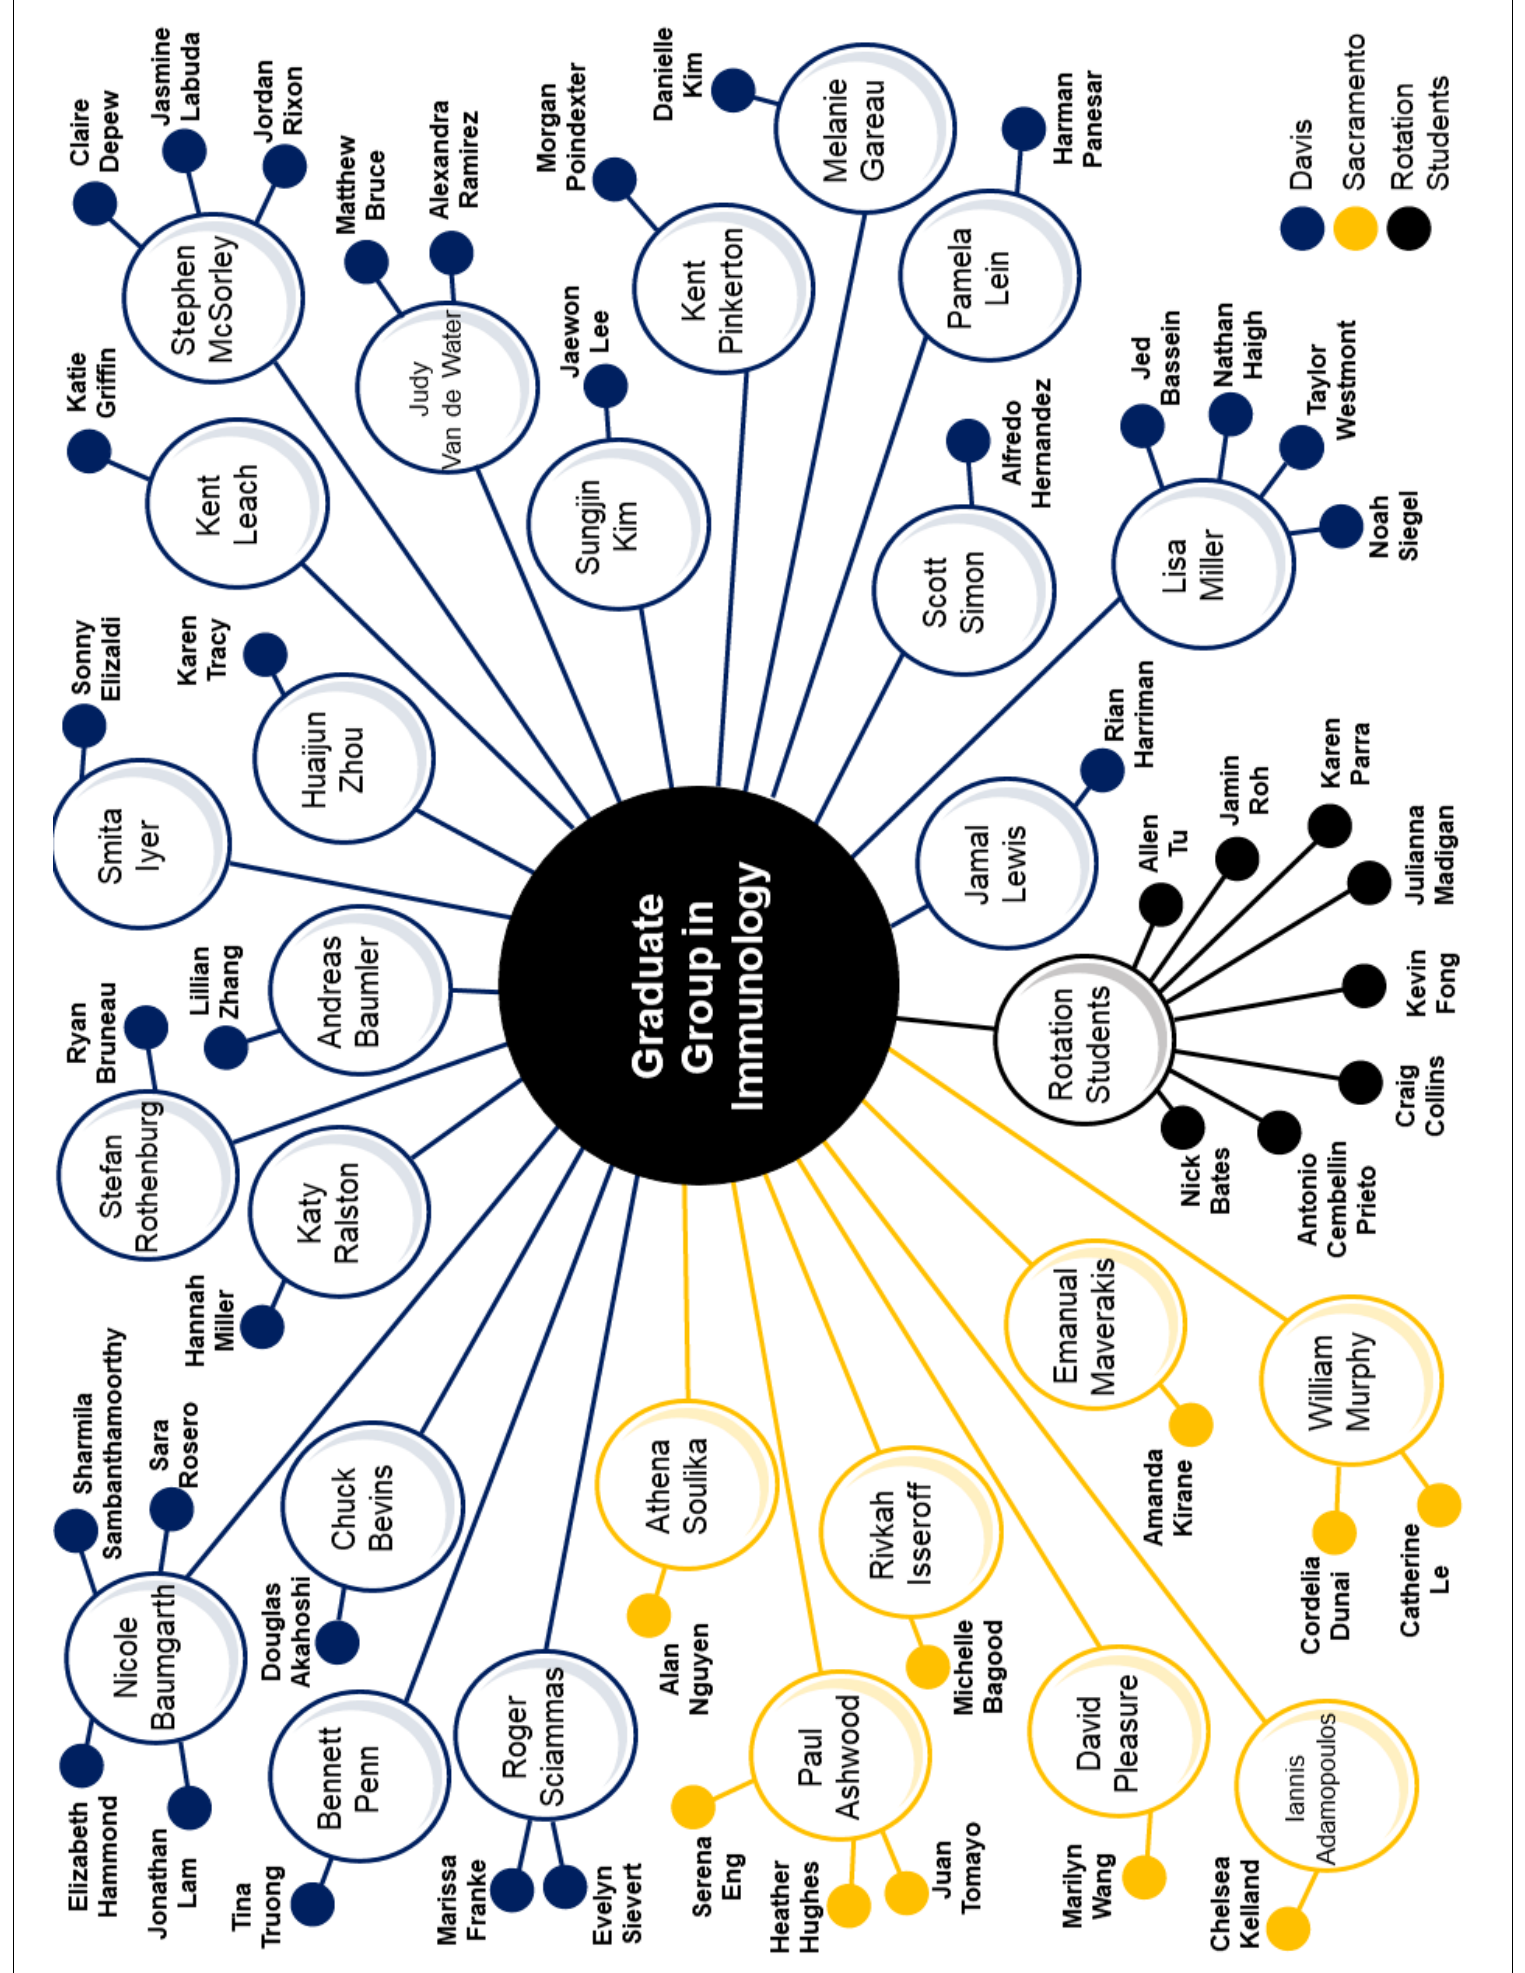 Graduate
Group in
Immunology
Elizabeth
Hammond
Jonathan
Lam
Sharmila
Sambanthamoorthy
Sara
Rosero
Nicole
Baumgarth
Tina
Truong
Bennett
Penn
Douglas
Akahoshi
Chuck
Bevins
Marissa
Franke
Evelyn
Sievert
Roger
Sciammas
Hannah
Miller
Katy
Ralston
Stefan
Rothenburg
Ryan
Bruneau
Lillian
Zhang
Andreas
Baumler
Smita
Iyer
Sonny
Elizaldi
Huaijun
Zhou
Karen
Tracy
Kent
Leach
Katie
Griffin
Stephen
McSorley
Claire
Depew
Jasmine
Labuda
Jordan
Rixon
Judy
Van de Water
Matthew
Bruce
Alexandra
Ramirez
Sungjin
Kim
Jaewon
Lee
Kent
Pinkerton
Morgan
Poindexter
Melanie
Gareau
Danielle
Kim
Pamela
Lein
Harman
Panesar
Scott
Simon
Alfredo
Hernandez
Lisa
Miller
Jed
Bassein
Nathan
Haigh
Taylor
Westmont
Noah
Siegel
Jamal
Lewis
Rian
Harriman
Rotation
Students
Allen
Tu
Jamin
Roh
Karen
Parra
Julianna
Madigan
Kevin
Fong
Craig
Collins
Antonio
Cembellin
Prieto
Nick
Bates
William
Murphy
Cordelia
Dunai
Catherine
Le
Emanual
Maverakis
Amanda
Kirane
Iannis
Adamopoulos
Chelsea
Kelland
David
Pleasure
Marilyn
Wang
Rivkah
Isseroff
Michelle
Bagood
Paul
Ashwood
Serena
Eng
Heather
Hughes
Juan
Tomayo
Athena
Soulika
Alan
Nguyen
Davis
Sacramento
Rotation
Students